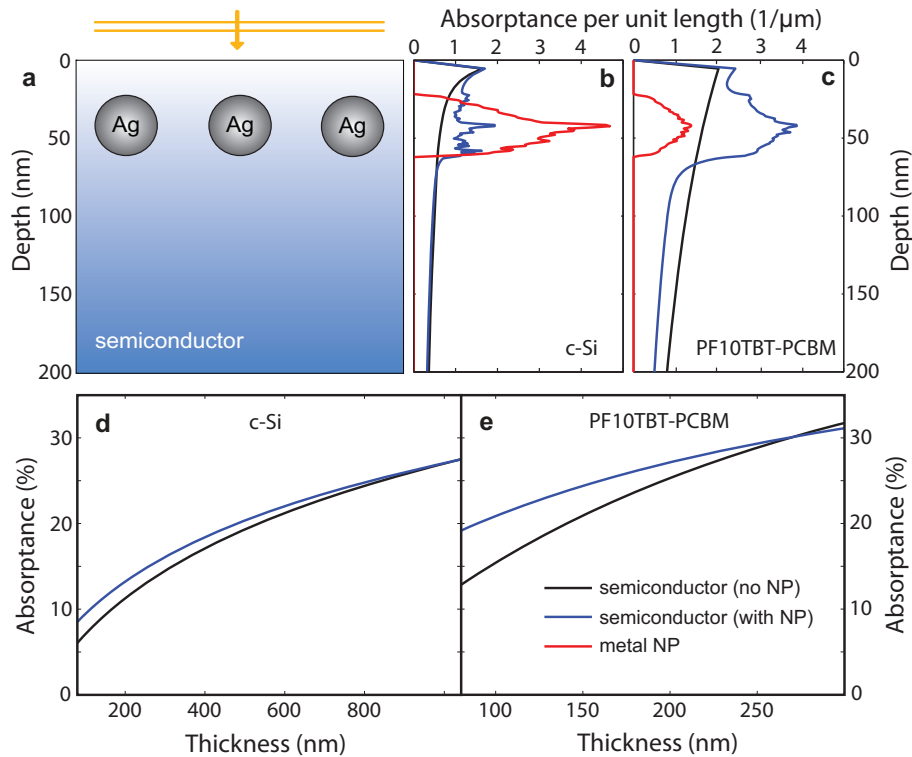 Absorptance per unit length (1/μm)
0 1 2 3 4 0 1 2 3 4 5
a b c
0 50 100 150 200
Depth (nm)
Ag Ag Ag
semiconductor
c-Si
PF10TBT-PCBM
0 50 100 150 200
Depth (nm)
d c-Si
e PF10TBT-PCBM
30
20
10
0
Absorptance (%)
semiconductor (no NP)
semiconductor (with NP)
metal NP
30
20
10
0
Absorptance (%)
200 400 600 800 100 150 200 250
Thickness (nm) Thickness (nm)